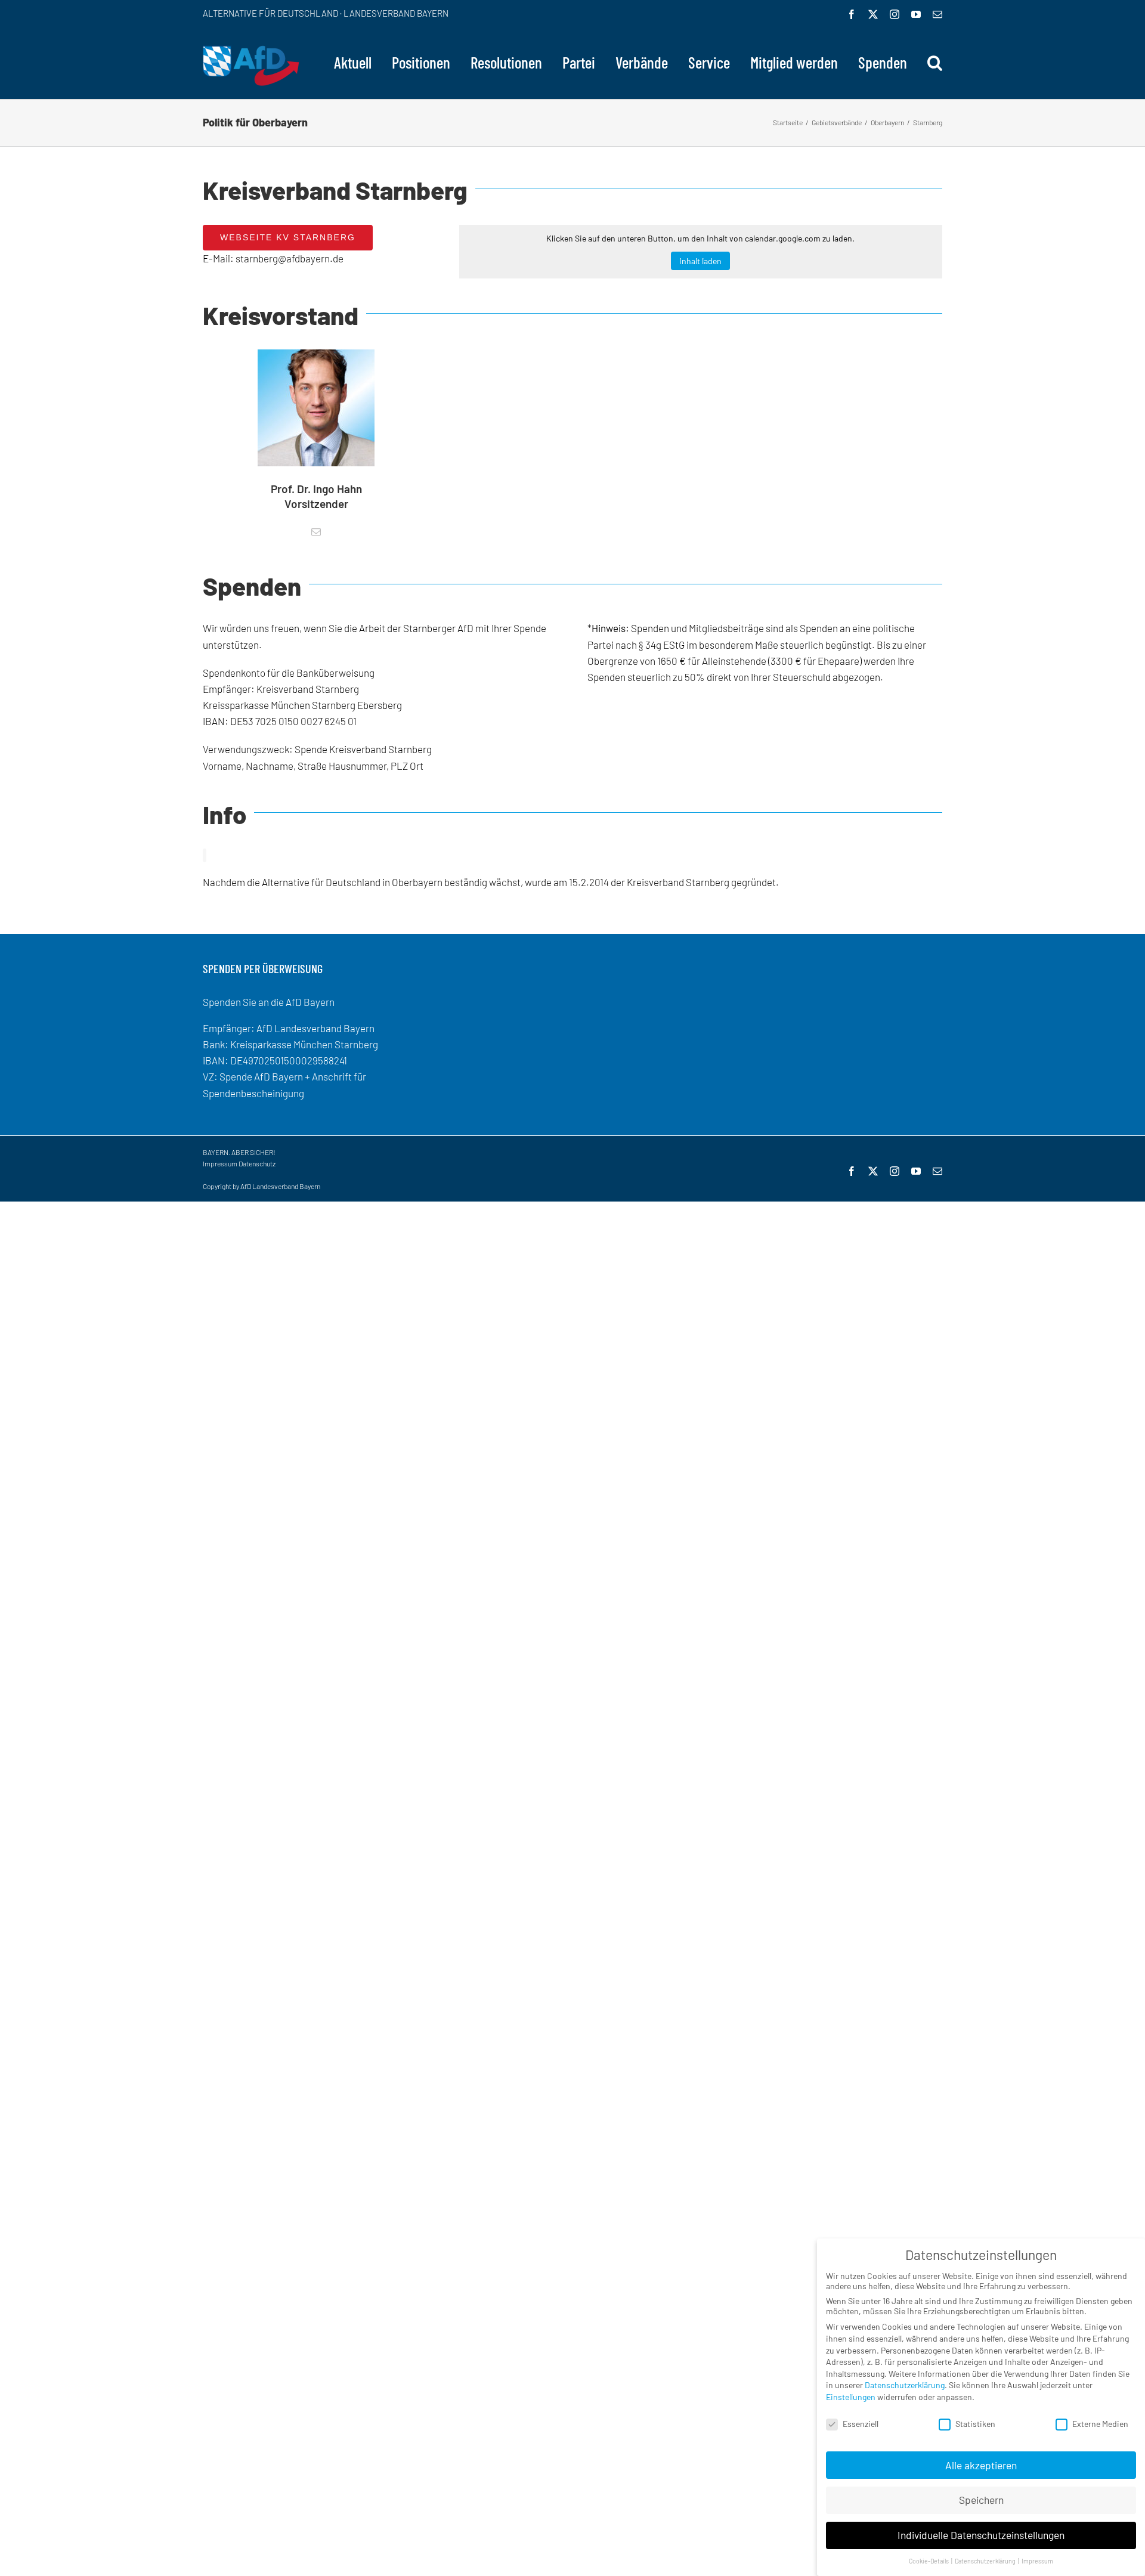 ALTERNATIVE FÜR DEUTSCHLAND · LANDESVERBAND BAYERN
AfD
Aktuell Positionen Resolutionen Partei Verbände Service Mitglied werden Spenden
Politik für Oberbayern
Startseite / Gebietsverbände / Oberbayern / Starnberg
Kreisverband Starnberg
WEBSEITE KV STARNBERG
E-Mail: starnberg@afdbayern.de
Klicken Sie auf den unteren Button, um den Inhalt von calendar.google.com zu laden.
Inhalt laden
Kreisvorstand
Prof. Dr. Ingo Hahn
Vorsitzender
Spenden
Wir würden uns freuen, wenn Sie die Arbeit der Starnberger AfD mit Ihrer Spende
unterstützen.
Spendenkonto für die Banküberweisung
Empfänger: Kreisverband Starnberg
Kreissparkasse München Starnberg Ebersberg
IBAN: DE53 7025 0150 0027 6245 01
Verwendungszweck: Spende Kreisverband Starnberg
Vorname, Nachname, Straße Hausnummer, PLZ Ort
*Hinweis: Spenden und Mitgliedsbeiträge sind als Spenden an eine politische
Partei nach § 34g EStG im besonderem Maße steuerlich begünstigt. Bis zu einer
Obergrenze von 1650 € für Alleinstehende (3300 € für Ehepaare) werden Ihre
Spenden steuerlich zu 50% direkt von Ihrer Steuerschuld abgezogen.
Info
Nachdem die Alternative für Deutschland in Oberbayern beständig wächst, wurde am 15.2.2014 der Kreisverband Starnberg gegründet.
SPENDEN PER ÜBERWEISUNG
Spenden Sie an die AfD Bayern
Empfänger: AfD Landesverband Bayern
Bank: Kreisparkasse München Starnberg
IBAN: DE49702501500029588241
VZ: Spende AfD Bayern + Anschrift für
Spendenbescheinigung
BAYERN. ABER SICHER!
Impressum Datenschutz
Copyright by AfD Landesverband Bayern
Datenschutzeinstellungen
Wir nutzen Cookies auf unserer Website. Einige von ihnen sind essenziell, während
andere uns helfen, diese Website und Ihre Erfahrung zu verbessern.
Wenn Sie unter 16 Jahre alt sind und Ihre Zustimmung zu freiwilligen Diensten geben
möchten, müssen Sie Ihre Erziehungsberechtigten um Erlaubnis bitten.
Wir verwenden Cookies und andere Technologien auf unserer Website. Einige von
ihnen sind essenziell, während andere uns helfen, diese Website und Ihre Erfahrung
zu verbessern. Personenbezogene Daten können verarbeitet werden (z. B. IP-
Adressen), z. B. für personalisierte Anzeigen und Inhalte oder Anzeigen- und
Inhaltsmessung. Weitere Informationen über die Verwendung Ihrer Daten finden Sie
in unserer Datenschutzerklärung. Sie können Ihre Auswahl jederzeit unter
Einstellungen widerrufen oder anpassen.
Essenziell Statistiken Externe Medien
Alle akzeptieren
Speichern
Individuelle Datenschutzeinstellungen
Cookie-Details | Datenschutzerklärung | Impressum